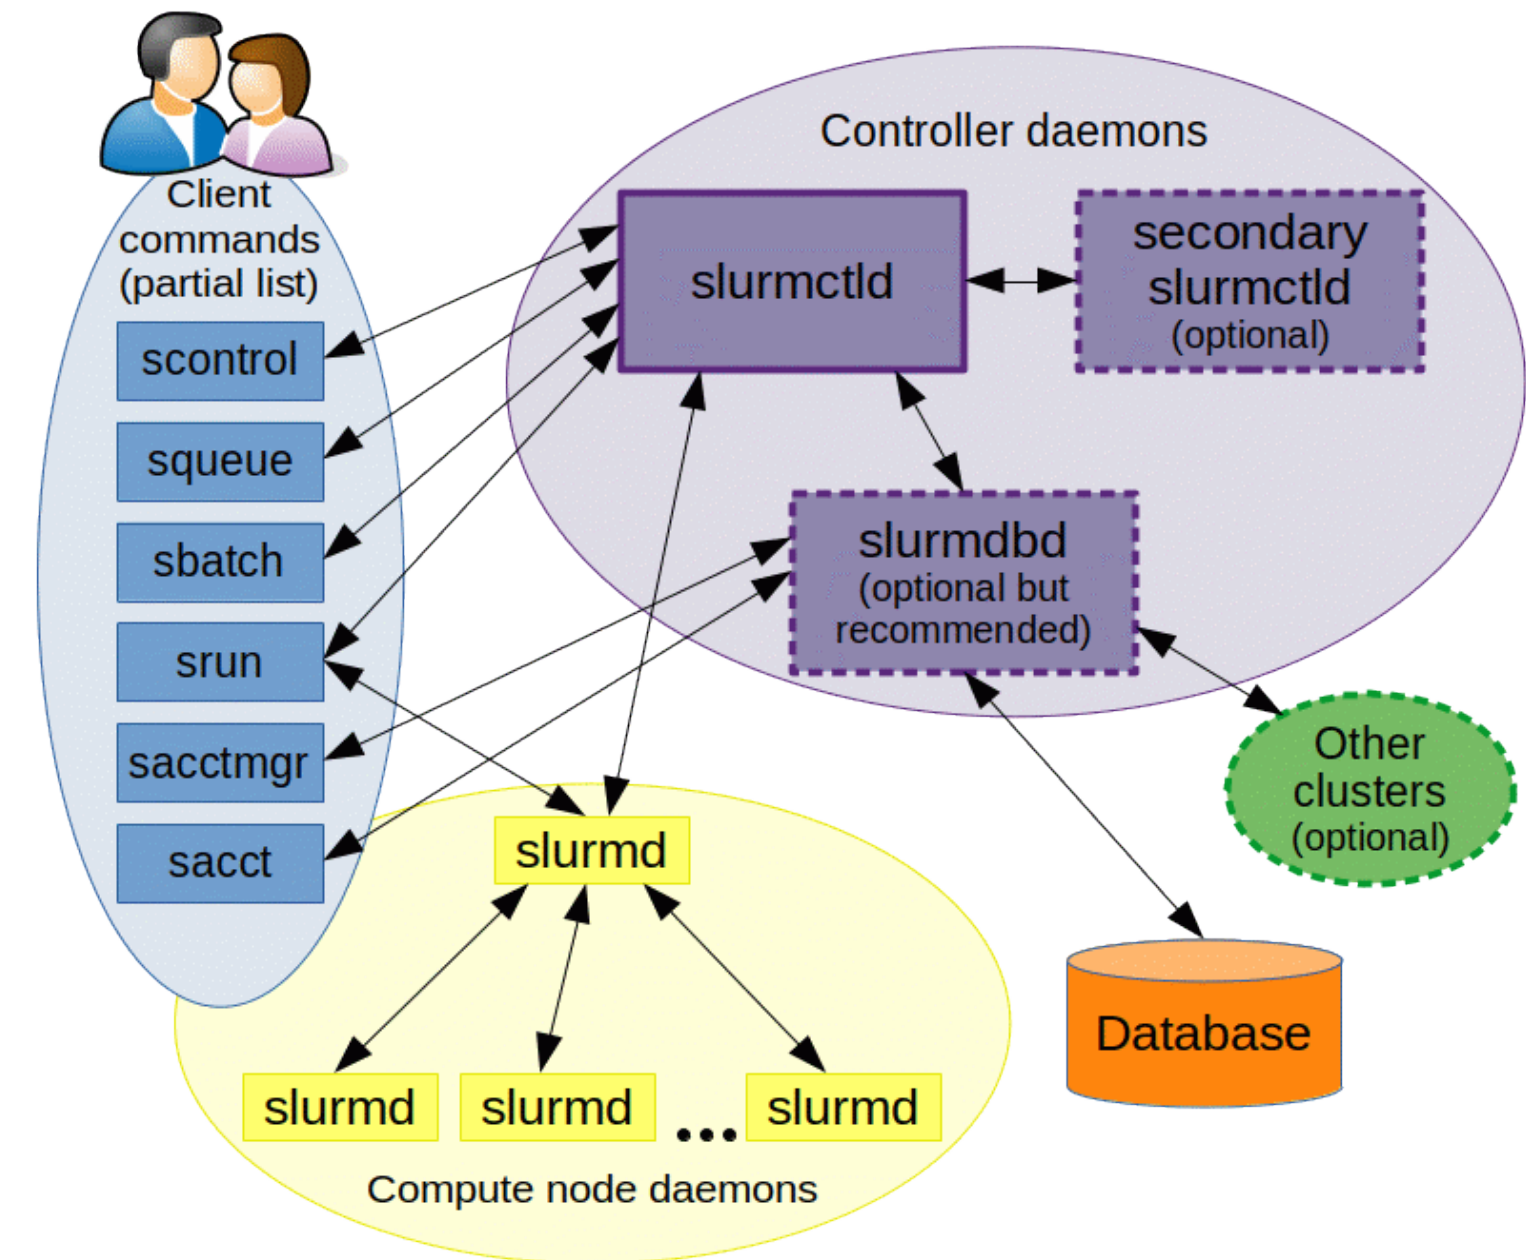 Client
commands
(partial list)
scontrol
squeue
sbatch
srun
sacctmgr
sacct
Controller daemons
slurmctld
secondary
slurmctld
(optional)
slurmdbd
(optional but
recommended)
Other
clusters
(optional)
Database
slurmd
slurmd
slurmd
...
slurmd
Compute node daemons